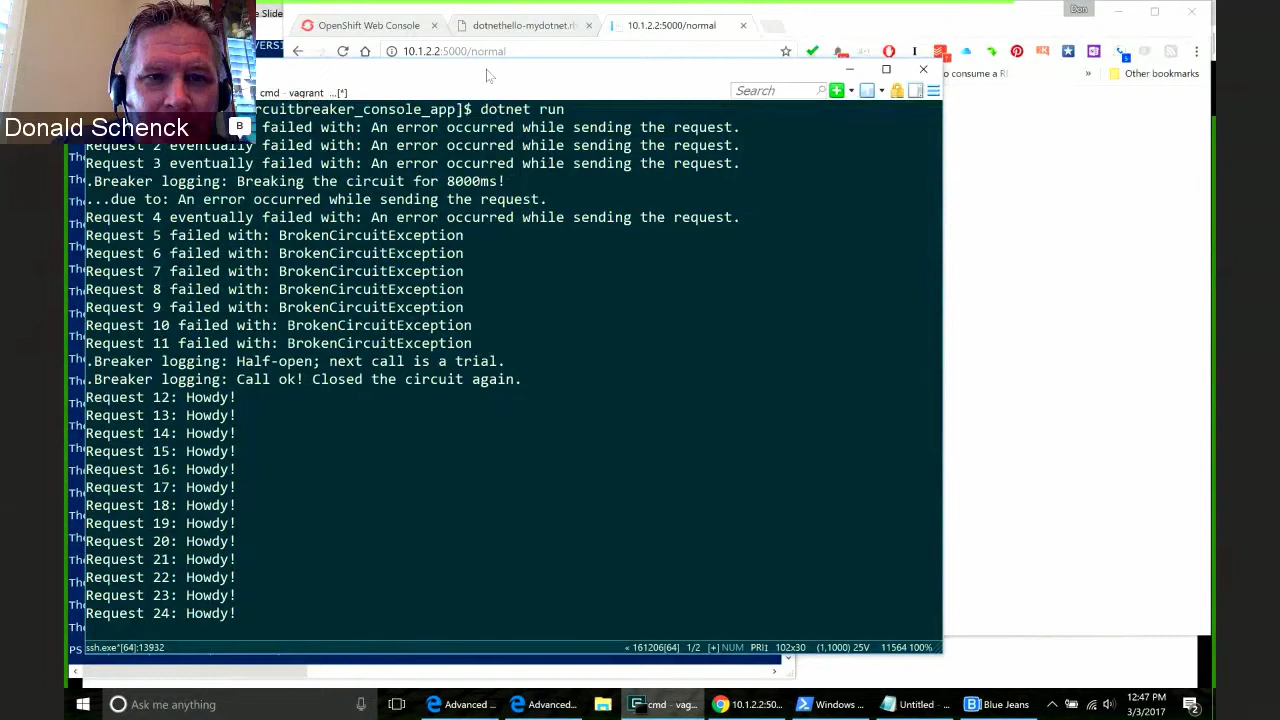 Donald Schenck
B
Slide
VERSI
OpenShift Web Console
dotnethello-mydotnet.r
10.1.2.2:5000/normal
Don
10.1.2.2:5000/normal
to consume a R
»
Other bookmarks
cmd - vagrant ...[*]
Search
rcuitbreaker_console_app]$ dotnet run
failed with: An error occurred while sending the request.
Request 2 eventually failed with: An error occurred while sending the request.
Request 3 eventually failed with: An error occurred while sending the request.
.Breaker logging: Breaking the circuit for 8000ms!
...due to: An error occurred while sending the request.
Request 4 eventually failed with: An error occurred while sending the request.
Request 5 failed with: BrokenCircuitException
Request 6 failed with: BrokenCircuitException
Request 7 failed with: BrokenCircuitException
Request 8 failed with: BrokenCircuitException
Request 9 failed with: BrokenCircuitException
Request 10 failed with: BrokenCircuitException
Request 11 failed with: BrokenCircuitException
.Breaker logging: Half-open; next call is a trial.
.Breaker logging: Call ok! Closed the circuit again.
Request 12: Howdy!
Request 13: Howdy!
Request 14: Howdy!
Request 15: Howdy!
Request 16: Howdy!
Request 17: Howdy!
Request 18: Howdy!
Request 19: Howdy!
Request 20: Howdy!
Request 21: Howdy!
Request 22: Howdy!
Request 23: Howdy!
Request 24: Howdy!
ssh.exe*[64]:13932
« 161206[64] 1/2 [+] NUM PRI↕ 102x30 (1,1000) 25V 11564 100%
PS
Ask me anything
Advanced ...
Advanced...
cmd - vag...
10.1.2.2:50...
Windows ...
Untitled - ...
Blue Jeans
12:47 PM
3/3/2017
2